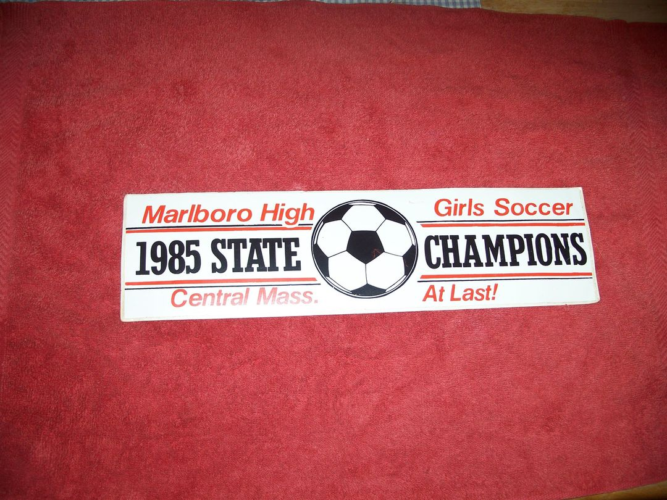 Marlboro High Girls Soccer
1985 STATE CHAMPIONS
Central Mass. At Last!